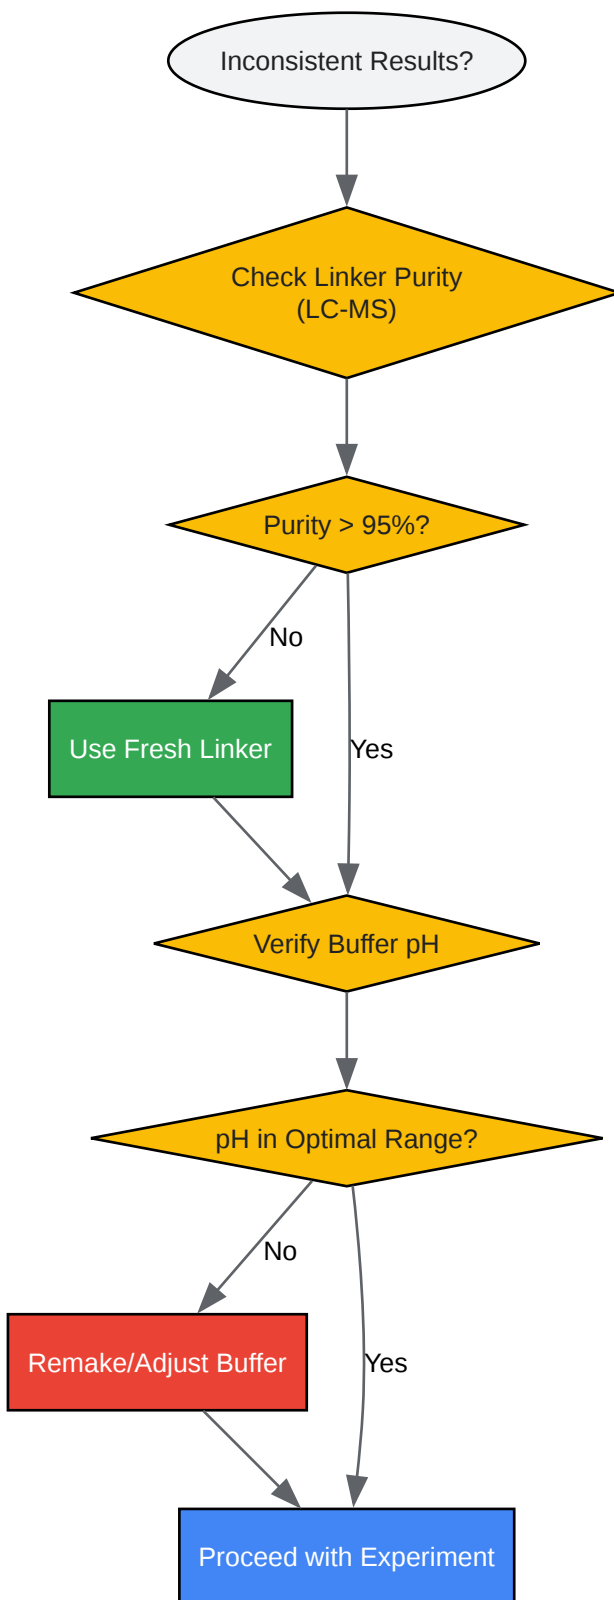 Inconsistent Results?
Check Linker Purity
(LC-MS)
Purity > 95%?
No
Use Fresh Linker
Yes
Verify Buffer pH
pH in Optimal Range?
No
Remake/Adjust Buffer
Yes
Proceed with Experiment